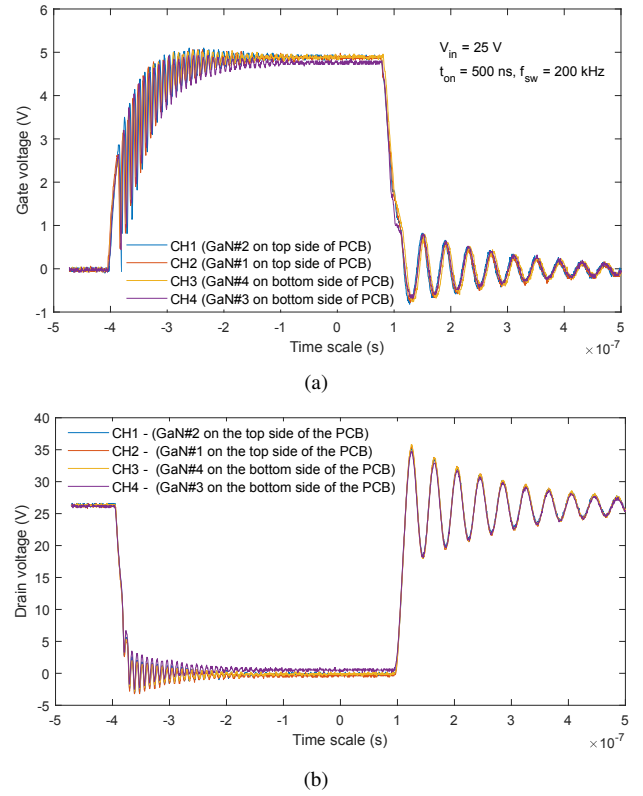 6
5
4
3
2
1
0
-1
Gate voltage (V)
V_in = 25 V
t_on = 500 ns, f_sw = 200 kHz
CH1 (GaN#2 on top side of PCB)
CH2 (GaN#1 on top side of PCB)
CH3 (GaN#4 on bottom side of PCB)
CH4 (GaN#3 on bottom side of PCB)
-5 -4 -3 -2 -1 0 1 2 3 4 5
Time scale (s)
×10^-7
(a)
40
35
30
25
20
15
10
5
0
-5
Drain voltage (V)
CH1 - (GaN#2 on the top side of the PCB)
CH2 - (GaN#1 on the top side of the PCB)
CH3 - (GaN#4 on the bottom side of the PCB)
CH4 - (GaN#3 on the bottom side of the PCB)
-5 -4 -3 -2 -1 0 1 2 3 4 5
Time scale (s)
×10^-7
(b)